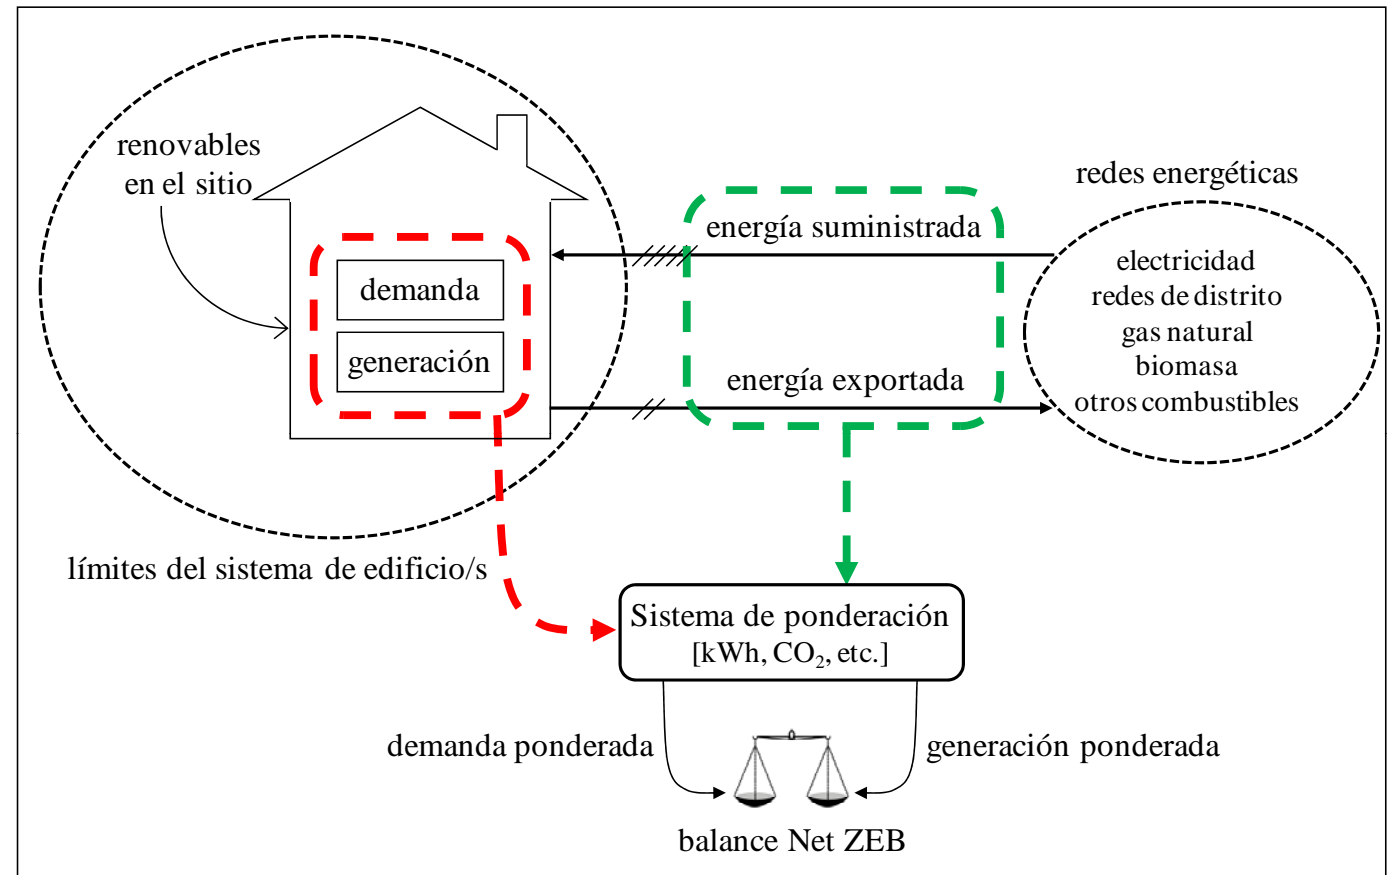 renovables
en el sitio
demanda
generación
límites del sistema de edificio/s
energía suministrada
energía exportada
redes energéticas
electricidad
redes de distrito
gas natural
biomasa
otros combustibles
Sistema de ponderación
[kWh, CO₂, etc.]
demanda ponderada
generación ponderada
balance Net ZEB